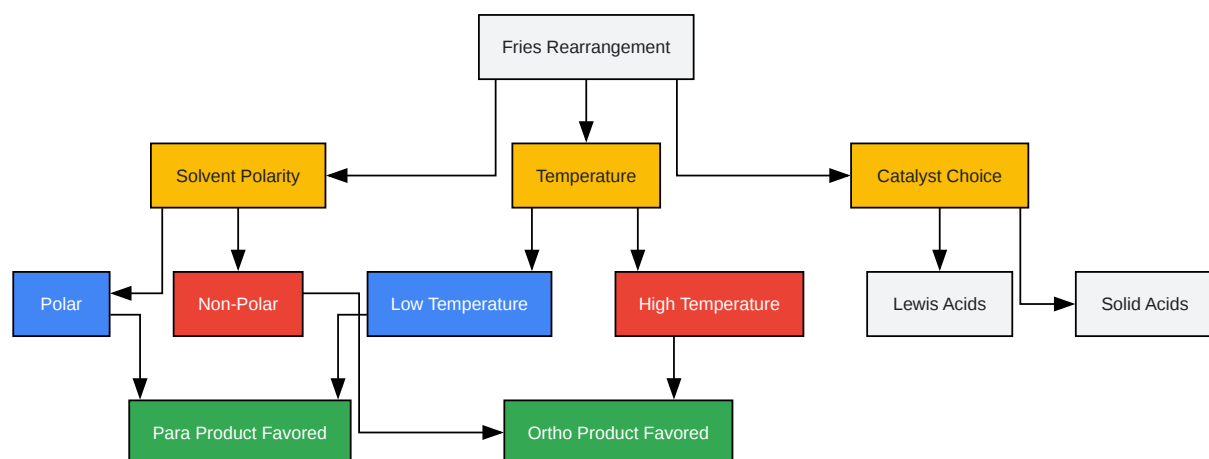 Fries Rearrangement
Solvent Polarity
Temperature
Catalyst Choice
Polar
Non-Polar
Low Temperature
High Temperature
Lewis Acids
Solid Acids
Para Product Favored
Ortho Product Favored